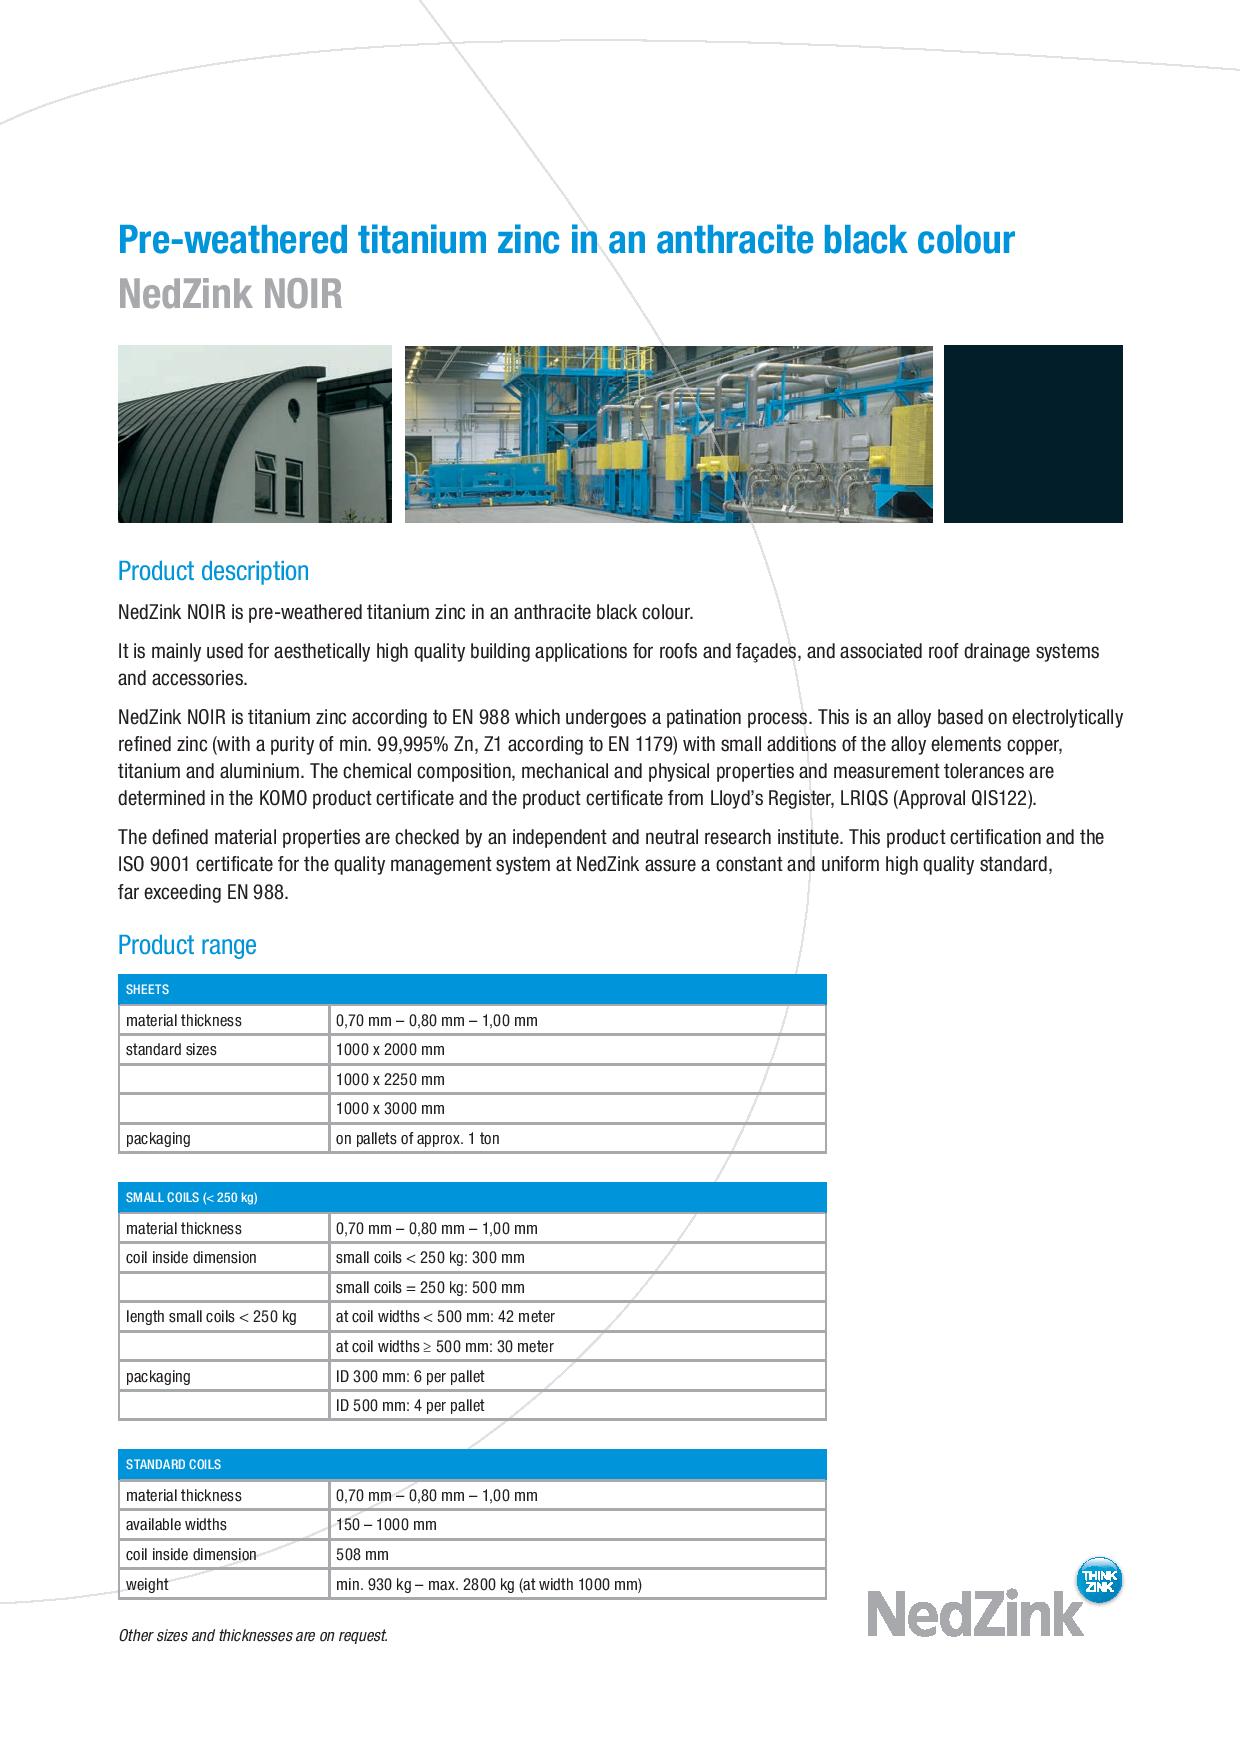 Pre-weathered titanium zinc in an anthracite black colour
NedZink NOIR
Product description
NedZink NOIR is pre-weathered titanium zinc in an anthracite black colour.
It is mainly used for aesthetically high quality building applications for roofs and façades, and associated roof drainage systems
and accessories.
NedZink NOIR is titanium zinc according to EN 988 which undergoes a patination process. This is an alloy based on electrolytically
refined zinc (with a purity of min. 99,995% Zn, Z1 according to EN 1179) with small additions of the alloy elements copper,
titanium and aluminium. The chemical composition, mechanical and physical properties and measurement tolerances are
determined in the KOMO product certificate and the product certificate from Lloyd's Register, LRIQS (Approval QIS122).
The defined material properties are checked by an independent and neutral research institute. This product certification and the
ISO 9001 certificate for the quality management system at NedZink assure a constant and uniform high quality standard,
far exceeding EN 988.
Product range
SHEETS
material thickness 0,70 mm – 0,80 mm – 1,00 mm
standard sizes 1000 x 2000 mm
1000 x 2250 mm
1000 x 3000 mm
packaging on pallets of approx. 1 ton
SMALL COILS (< 250 kg)
material thickness 0,70 mm – 0,80 mm – 1,00 mm
coil inside dimension small coils < 250 kg: 300 mm
small coils = 250 kg: 500 mm
length small coils < 250 kg at coil widths < 500 mm: 42 meter
at coil widths ≥ 500 mm: 30 meter
packaging ID 300 mm: 6 per pallet
ID 500 mm: 4 per pallet
STANDARD COILS
material thickness 0,70 mm – 0,80 mm – 1,00 mm
available widths 150 – 1000 mm
coil inside dimension 508 mm
weight min. 930 kg – max. 2800 kg (at width 1000 mm)
Other sizes and thicknesses are on request.
THINK
ZINK
NedZink